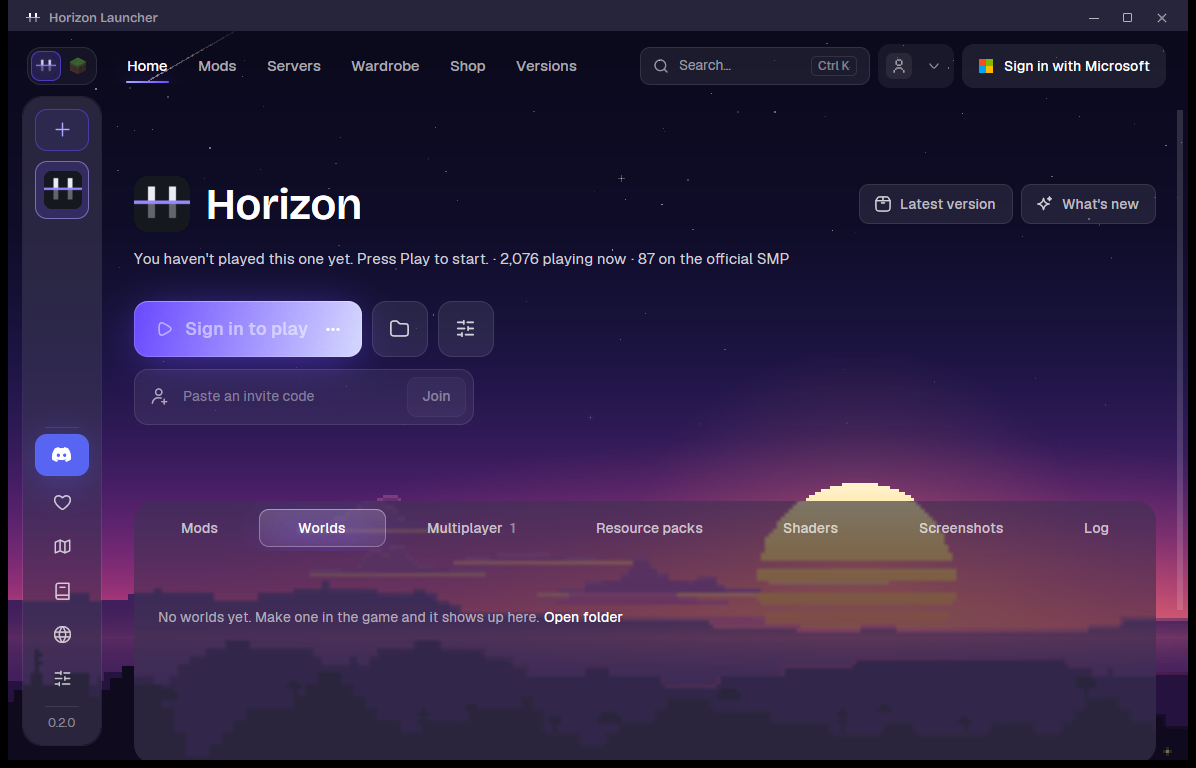 Horizon Launcher
Home Mods Servers Wardrobe Shop Versions Search... Ctrl K Sign in with Microsoft
Horizon
Latest version What's new
You haven't played this one yet. Press Play to start. · 2,076 playing now · 87 on the official SMP
Sign in to play
Paste an invite code Join
Mods Worlds Multiplayer 1 Resource packs Shaders Screenshots Log
No worlds yet. Make one in the game and it shows up here. Open folder
0.2.0